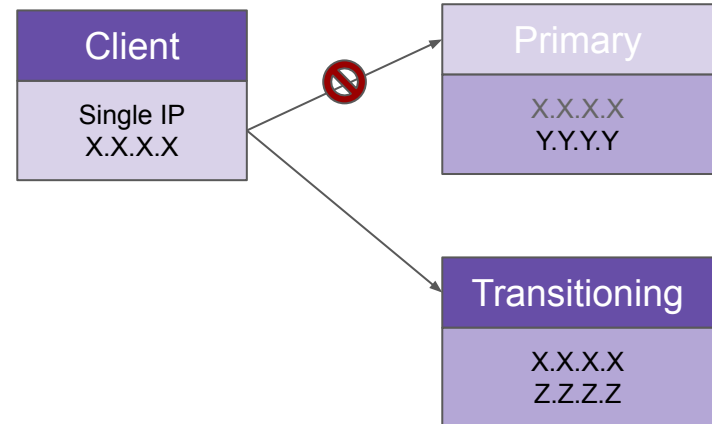 Client
Single IP
X.X.X.X
Primary
X.X.X.X
Y.Y.Y.Y
Transitioning
X.X.X.X
Z.Z.Z.Z